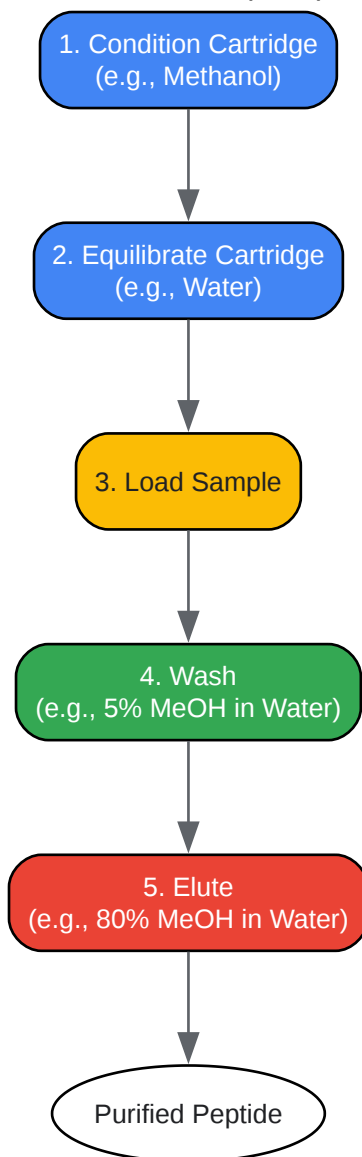 1. Condition Cartridge
(e.g., Methanol)
2. Equilibrate Cartridge
(e.g., Water)
3. Load Sample
4. Wash
(e.g., 5% MeOH in Water)
5. Elute
(e.g., 80% MeOH in Water)
Purified Peptide